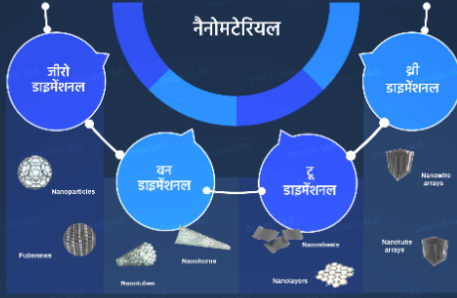 नैनोमटेरियल
जीरो
डाइमेंशनल
थ्री
डाइमेंशनल
वन
डाइमेंशनल
टू
डाइमेंशनल
Nanoparticles
Fullerenes
Nanotubes
Nanohorns
Nanosheets
Nanolayers
Nanowire
arrays
Nanotube
arrays